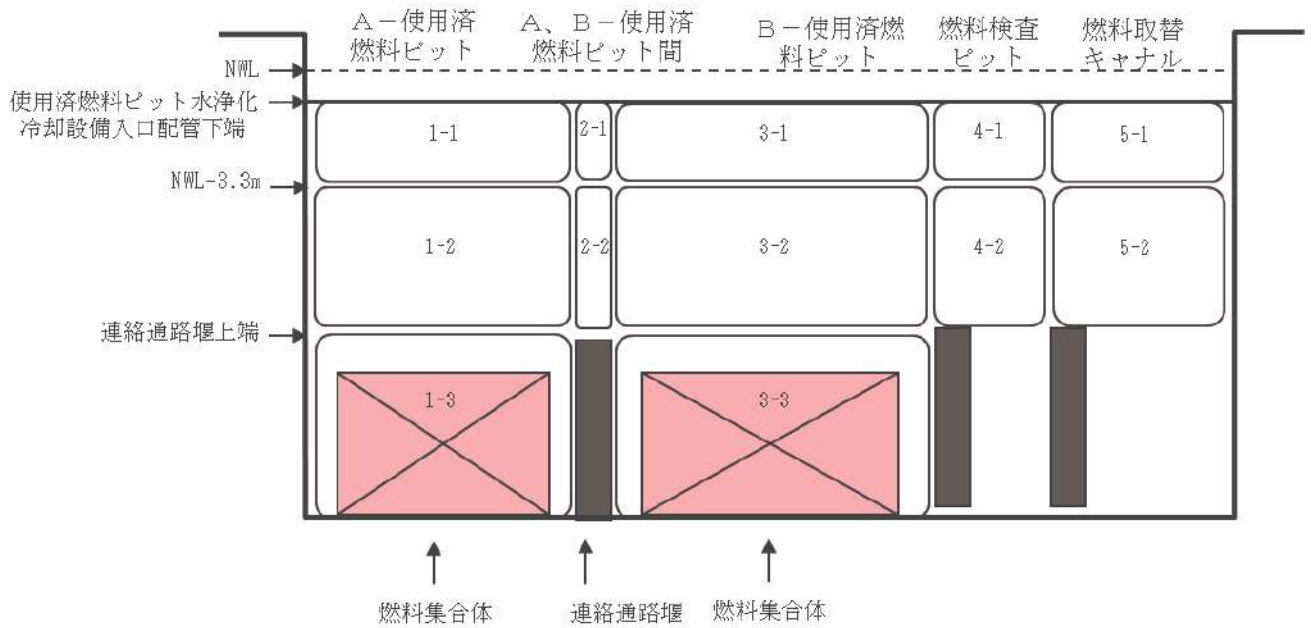 A－使用済
燃料ピット
A、B－使用済
燃料ピット間
B－使用済燃
料ピット
燃料検査
ピット
燃料取替
キャナル
NWL
使用済燃料ピット水浄化
冷却設備入口配管下端
1-1
2-1
3-1
4-1
5-1
NWL-3.3m
1-2
2-2
3-2
4-2
5-2
連絡通路堰上端
1-3
3-3
燃料集合体
連絡通路堰
燃料集合体